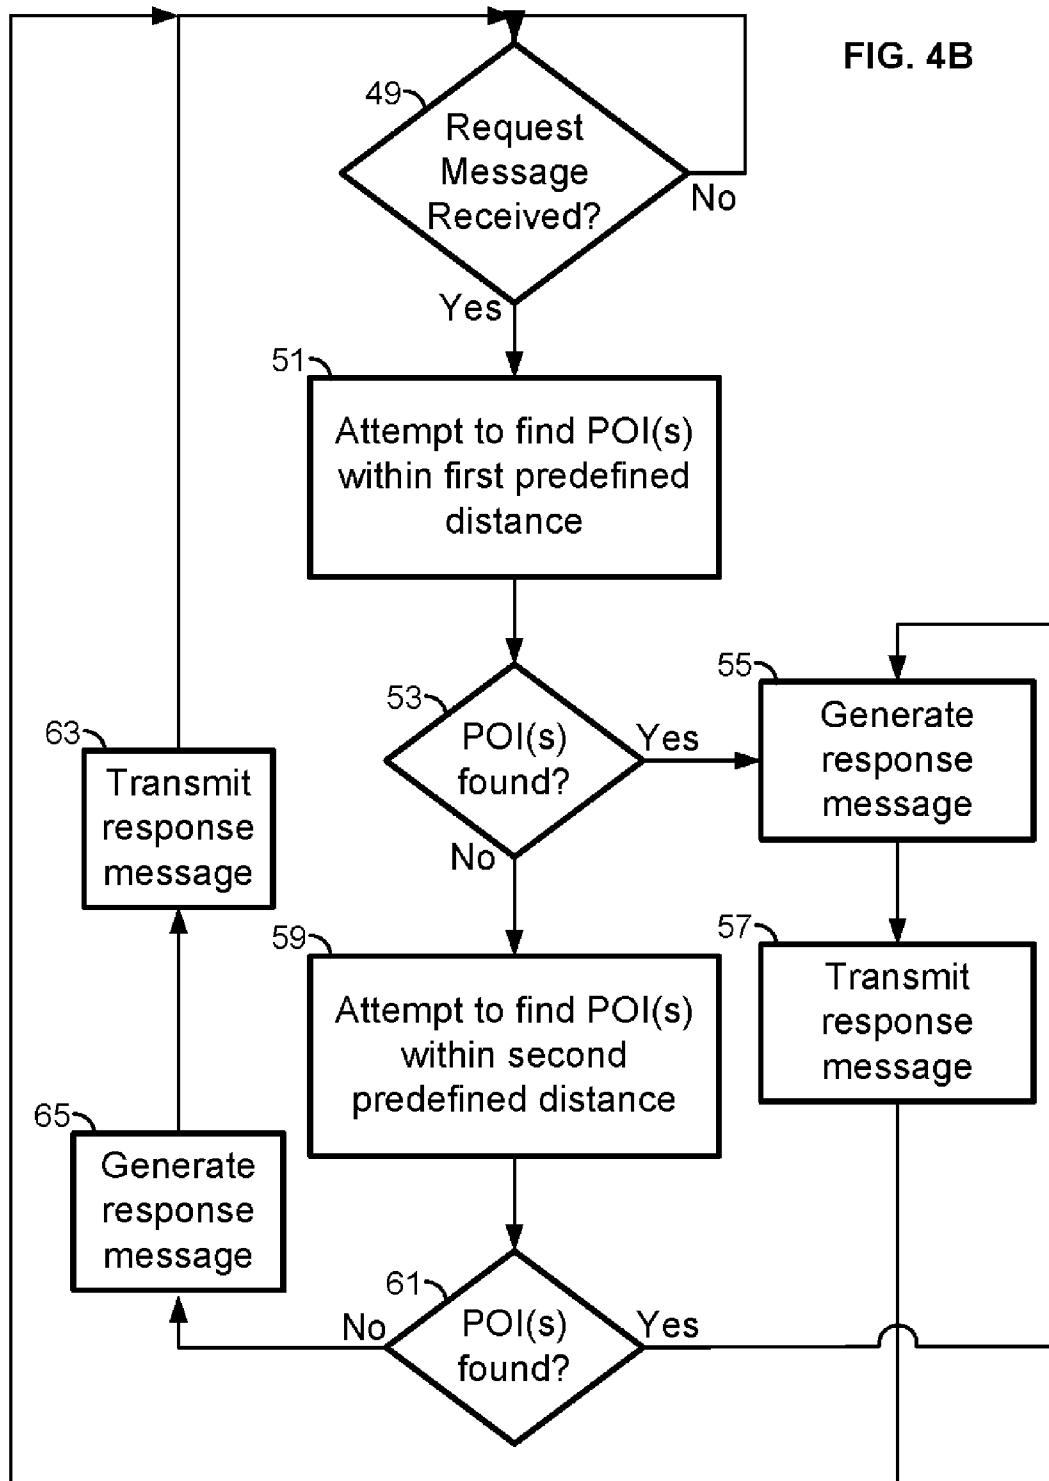 FIG. 4B
49
Request
Message
Received?
No
Yes
51
Attempt to find POI(s)
within first predefined
distance
53
POI(s)
found?
Yes
No
55
Generate
response
message
63
Transmit
response
message
57
Transmit
response
message
59
Attempt to find POI(s)
within second
predefined distance
65
Generate
response
message
61
POI(s)
found?
No
Yes